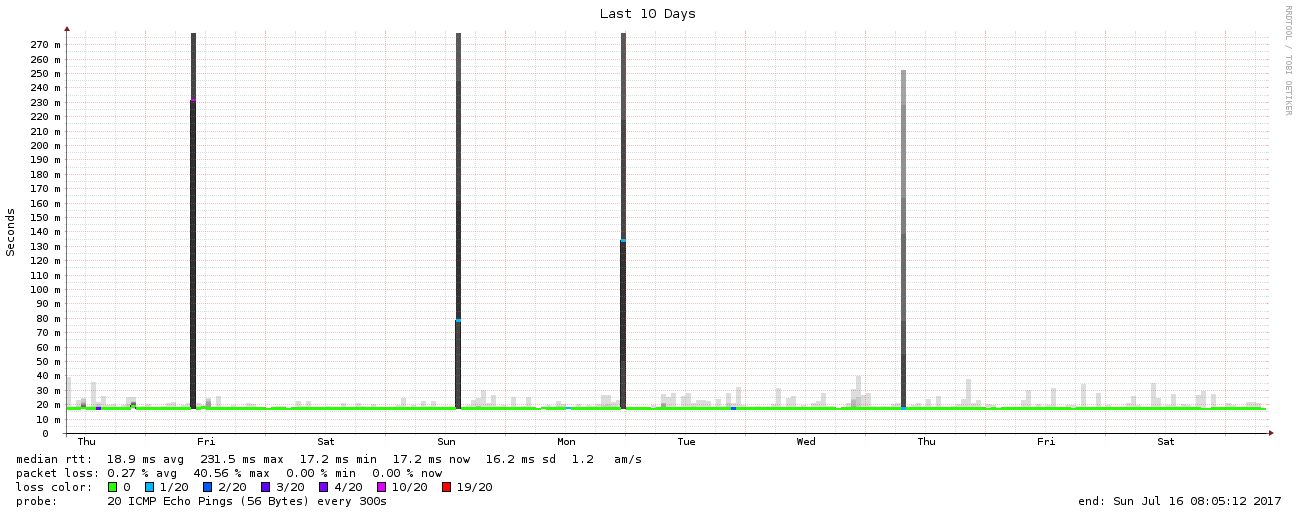 Last 10 Days
RRDTOOL / TOBI OETIKER
Seconds
270 m
260 m
250 m
240 m
230 m
220 m
210 m
200 m
190 m
180 m
170 m
160 m
150 m
140 m
130 m
120 m
110 m
100 m
90 m
80 m
70 m
60 m
50 m
40 m
30 m
20 m
10 m
0
Thu Fri Sat Sun Mon Tue Wed Thu Fri Sat
median rtt: 18.9 ms avg 231.5 ms max 17.2 ms min 17.2 ms now 16.2 ms sd 1.2 am/s
packet loss: 0.27 % avg 40.56 % max 0.00 % min 0.00 % now
loss color: 0 1/20 2/20 3/20 4/20 10/20 19/20
probe: 20 ICMP Echo Pings (56 Bytes) every 300s end: Sun Jul 16 08:05:12 2017